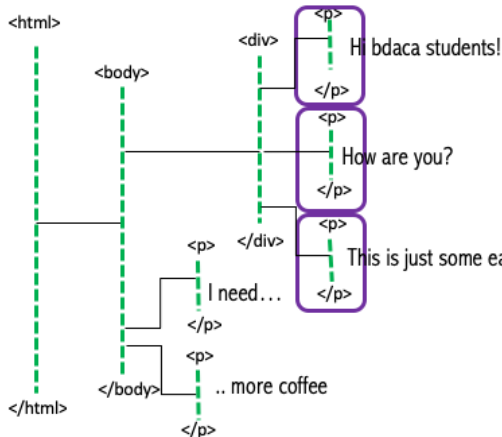 <html>
<body>
<div>
<p>
Hi bdaca students!
</p>
<p>
How are you?
</p>
<p>
This is just some ea
</p>
</div>
<p>
I need...
</p>
<p>
.. more coffee
</p>
</body>
</html>